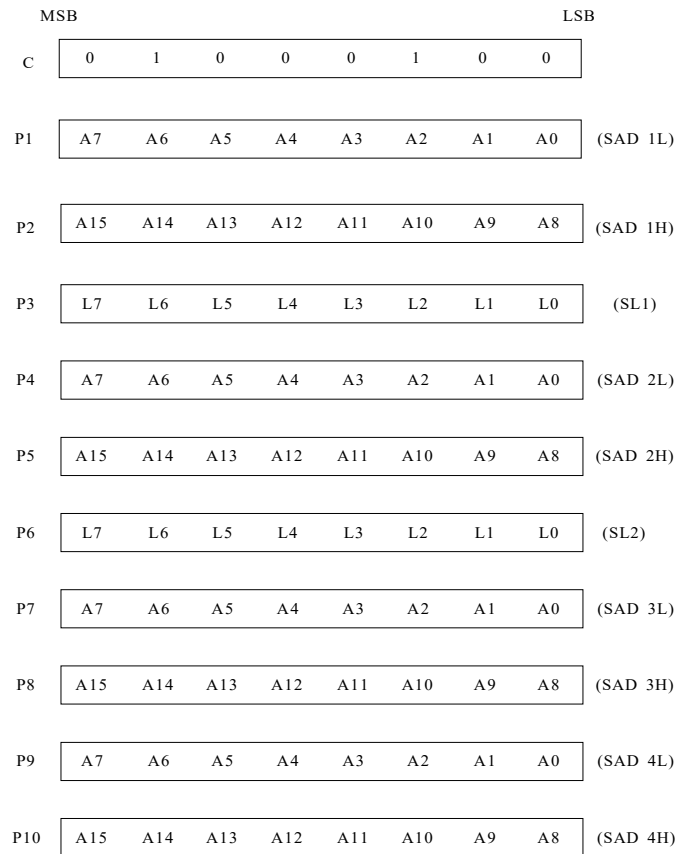 MSB LSB
C 0 1 0 0 0 1 0 0
P1 A7 A6 A5 A4 A3 A2 A1 A0 (SAD 1L)
P2 A15 A14 A13 A12 A11 A10 A9 A8 (SAD 1H)
P3 L7 L6 L5 L4 L3 L2 L1 L0 (SL1)
P4 A7 A6 A5 A4 A3 A2 A1 A0 (SAD 2L)
P5 A15 A14 A13 A12 A11 A10 A9 A8 (SAD 2H)
P6 L7 L6 L5 L4 L3 L2 L1 L0 (SL2)
P7 A7 A6 A5 A4 A3 A2 A1 A0 (SAD 3L)
P8 A15 A14 A13 A12 A11 A10 A9 A8 (SAD 3H)
P9 A7 A6 A5 A4 A3 A2 A1 A0 (SAD 4L)
P10 A15 A14 A13 A12 A11 A10 A9 A8 (SAD 4H)